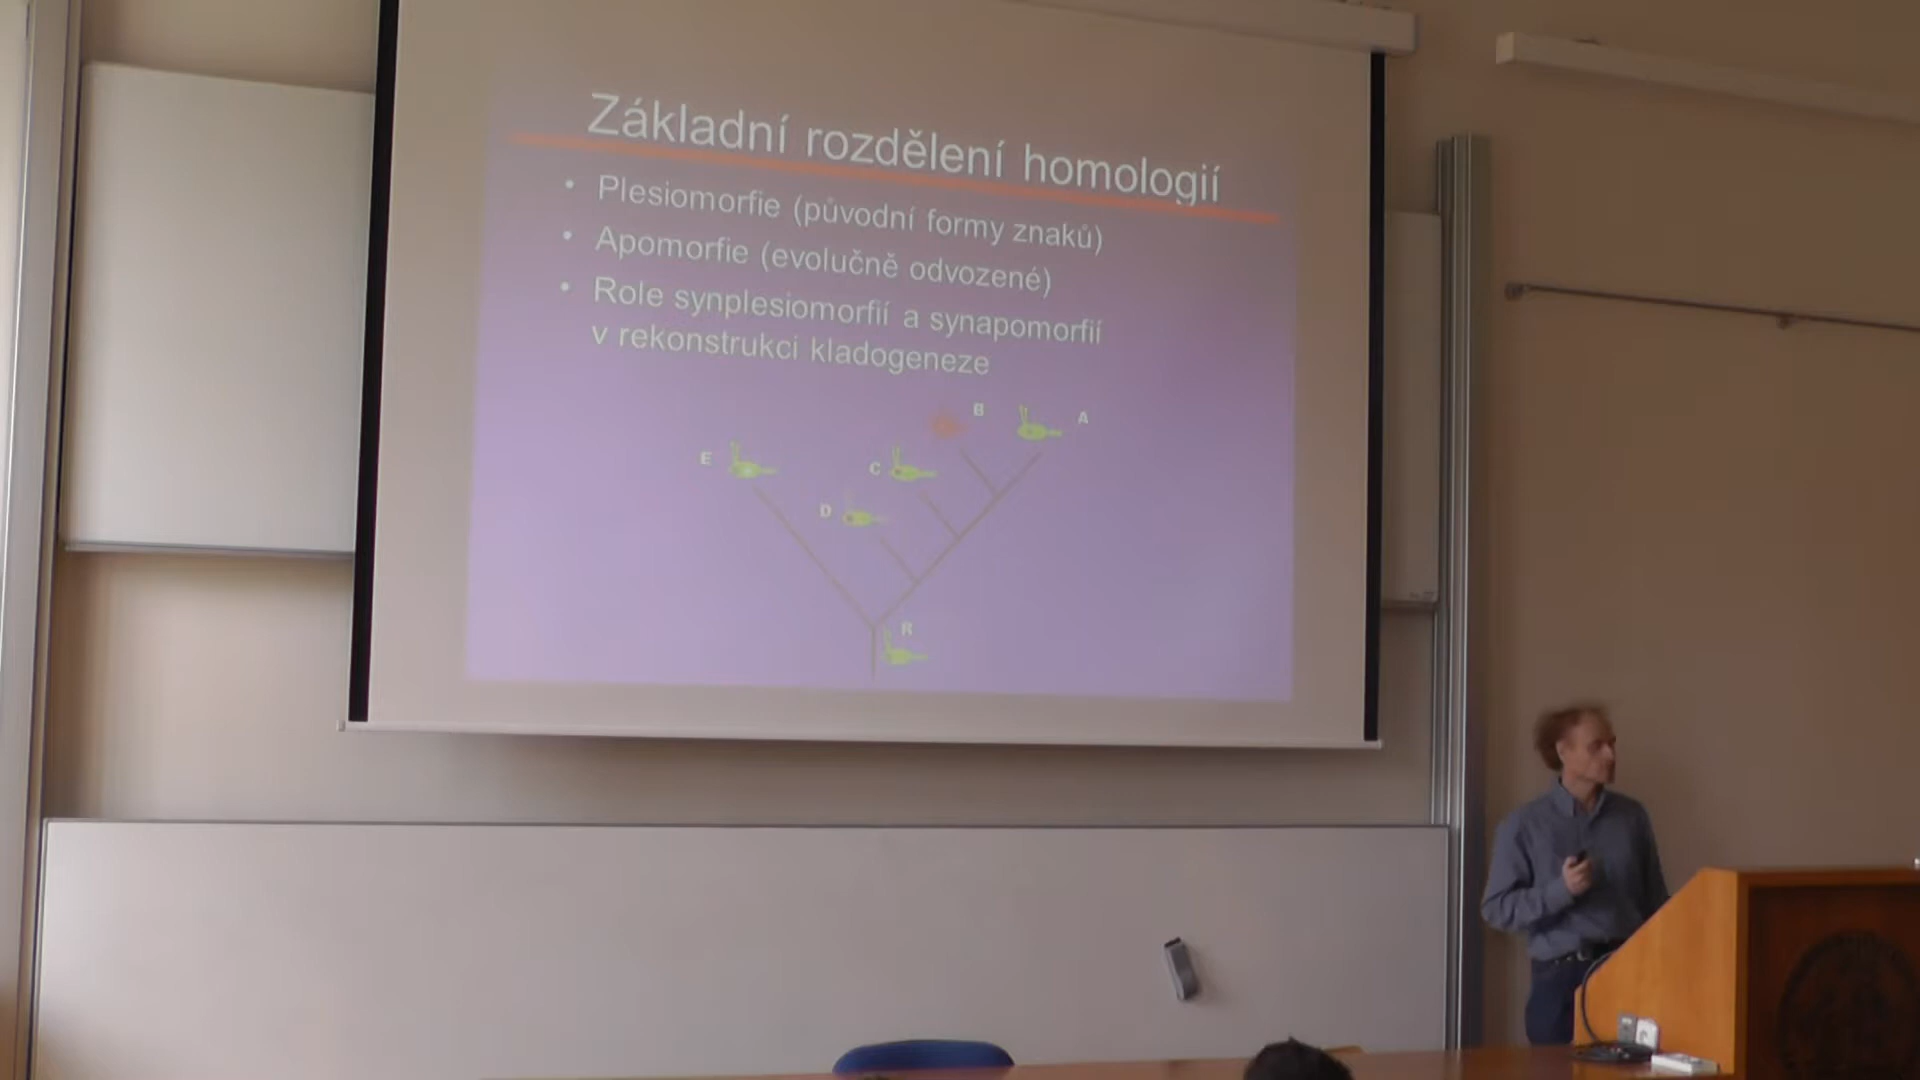 Základní rozdělení homologií
• Plesiomorfie (původní formy znaků)
• Apomorfie (evolučně odvozené)
• Role synplesiomorfií a synapomorfií
v rekonstrukci kladogeneze
B
A
E
C
D
R